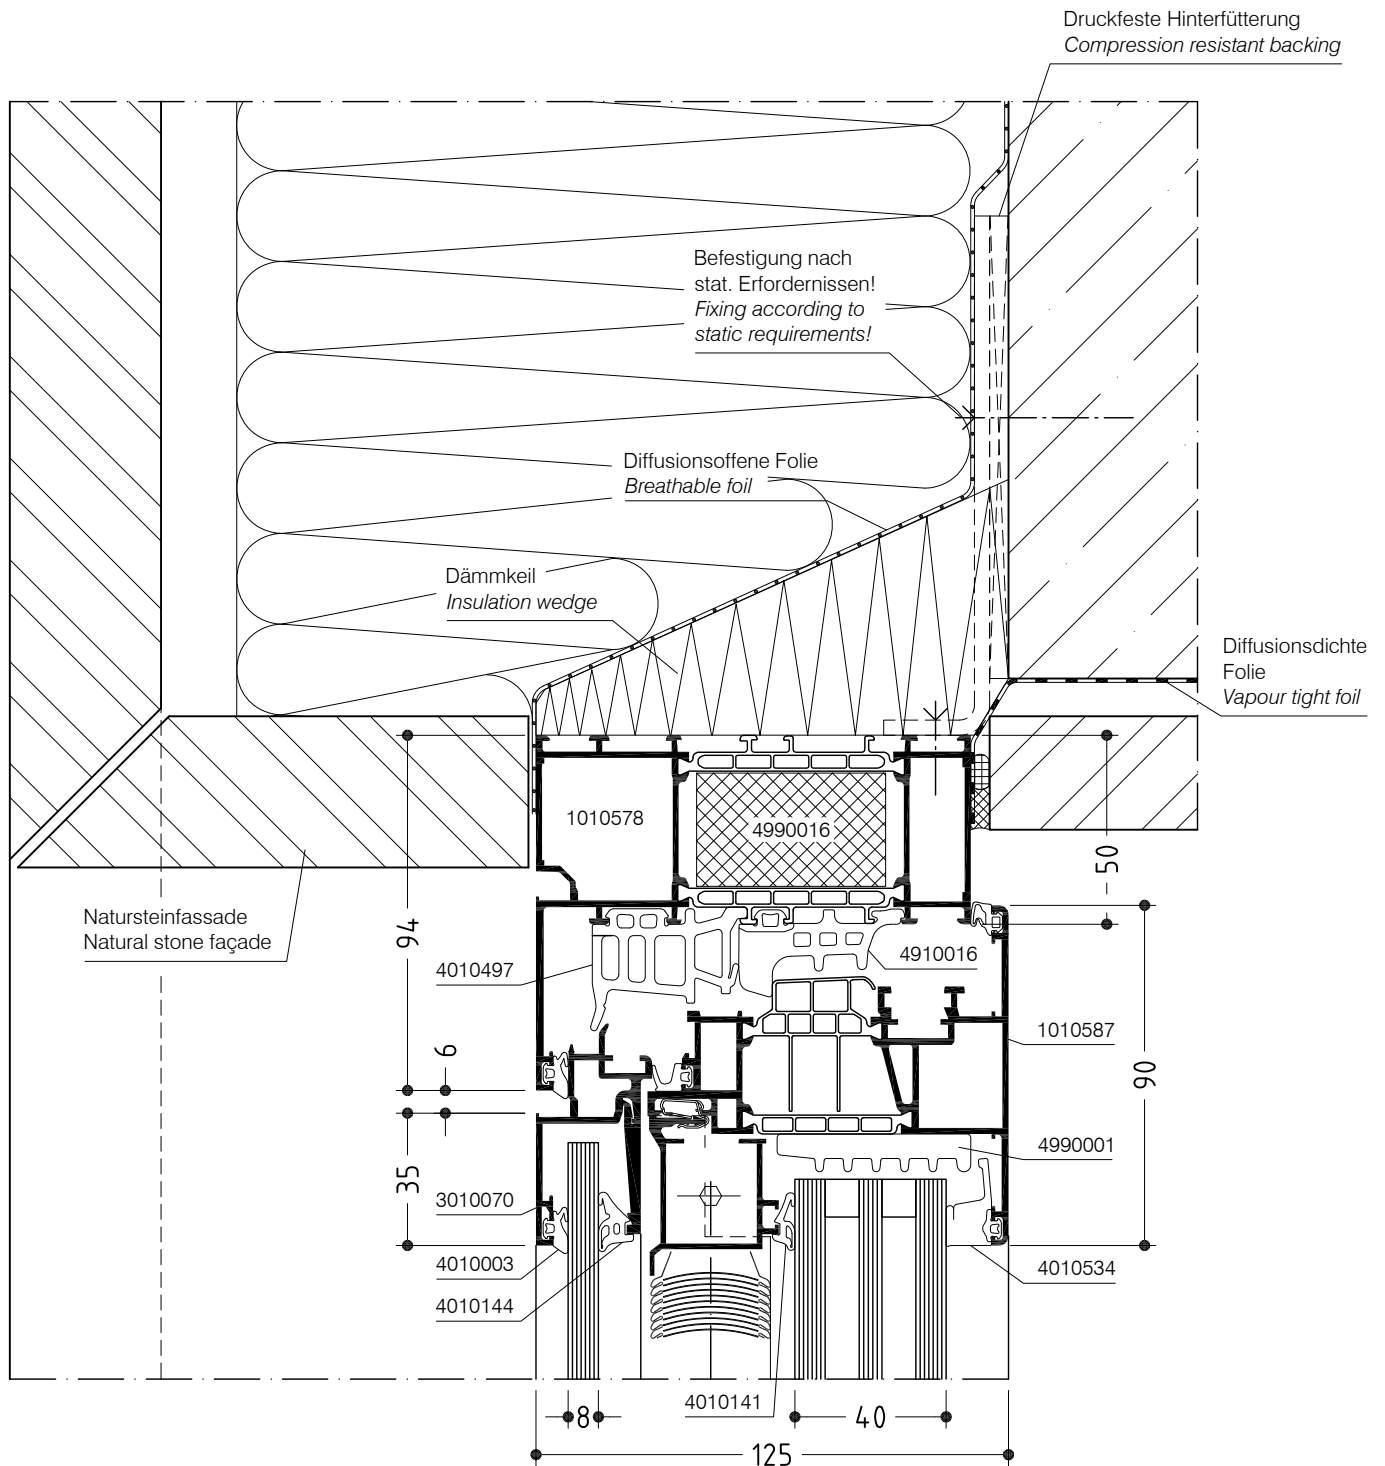 Druckfeste Hinterfütterung
Compression resistant backing
Befestigung nach
stat. Erfordernissen!
Fixing according to
static requirements!
Diffusionsoffene Folie
Breathable foil
Dämmkeil
Insulation wedge
Diffusionsdichte
Folie
Vapour tight foil
1010578
4990016
50
Natursteinfassade
Natural stone façade
94
4010497
4910016
6
1010587
90
35
4990001
3010070
4010003
4010534
4010144
4010141
8
40
125